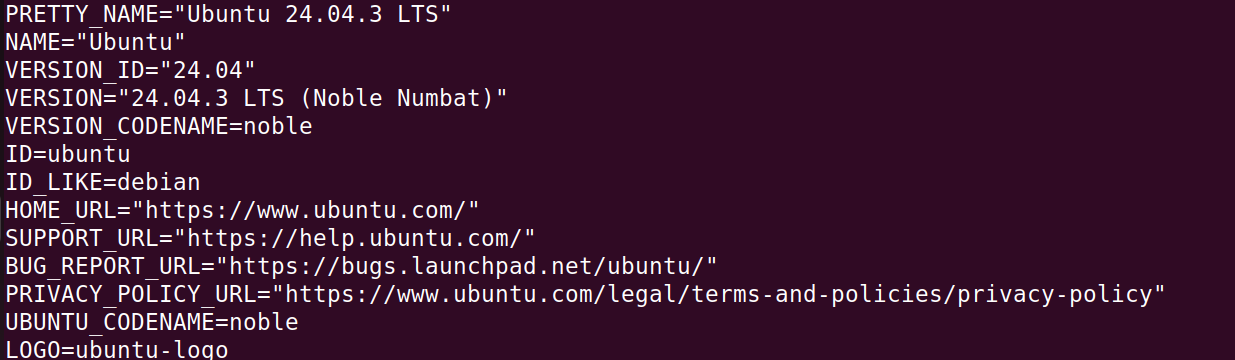 PRETTY_NAME="Ubuntu 24.04.3 LTS"
NAME="Ubuntu"
VERSION_ID="24.04"
VERSION="24.04.3 LTS (Noble Numbat)"
VERSION_CODENAME=noble
ID=ubuntu
ID_LIKE=debian
HOME_URL="https://www.ubuntu.com/"
SUPPORT_URL="https://help.ubuntu.com/"
BUG_REPORT_URL="https://bugs.launchpad.net/ubuntu/"
PRIVACY_POLICY_URL="https://www.ubuntu.com/legal/terms-and-policies/privacy-policy"
UBUNTU_CODENAME=noble
LOGO=ubuntu-logo